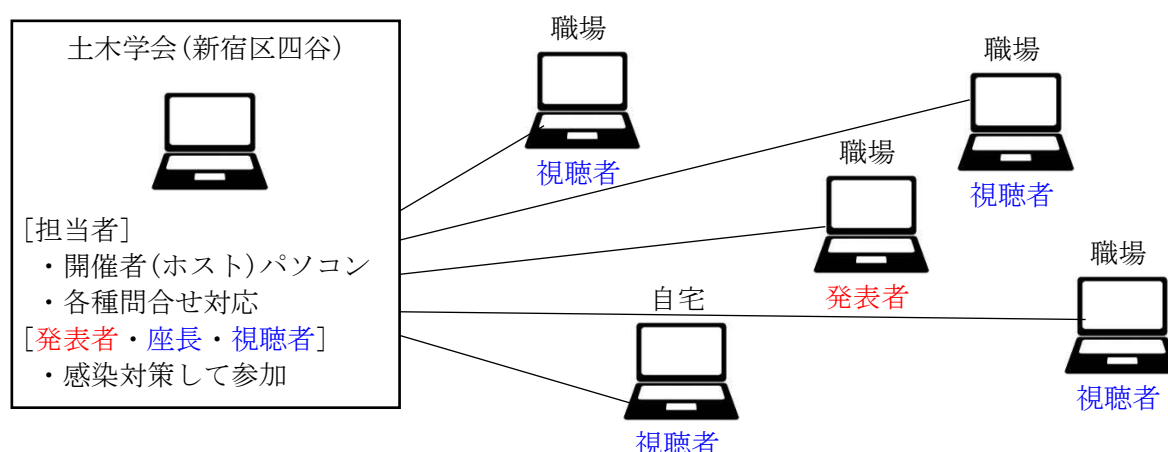 土木学会(新宿区四谷)
[担当者]
・開催者(ホスト)パソコン
・各種問合せ対応
[発表者・座長・視聴者]
・感染対策して参加
職場
視聴者
職場
視聴者
職場
発表者
職場
視聴者
自宅
視聴者